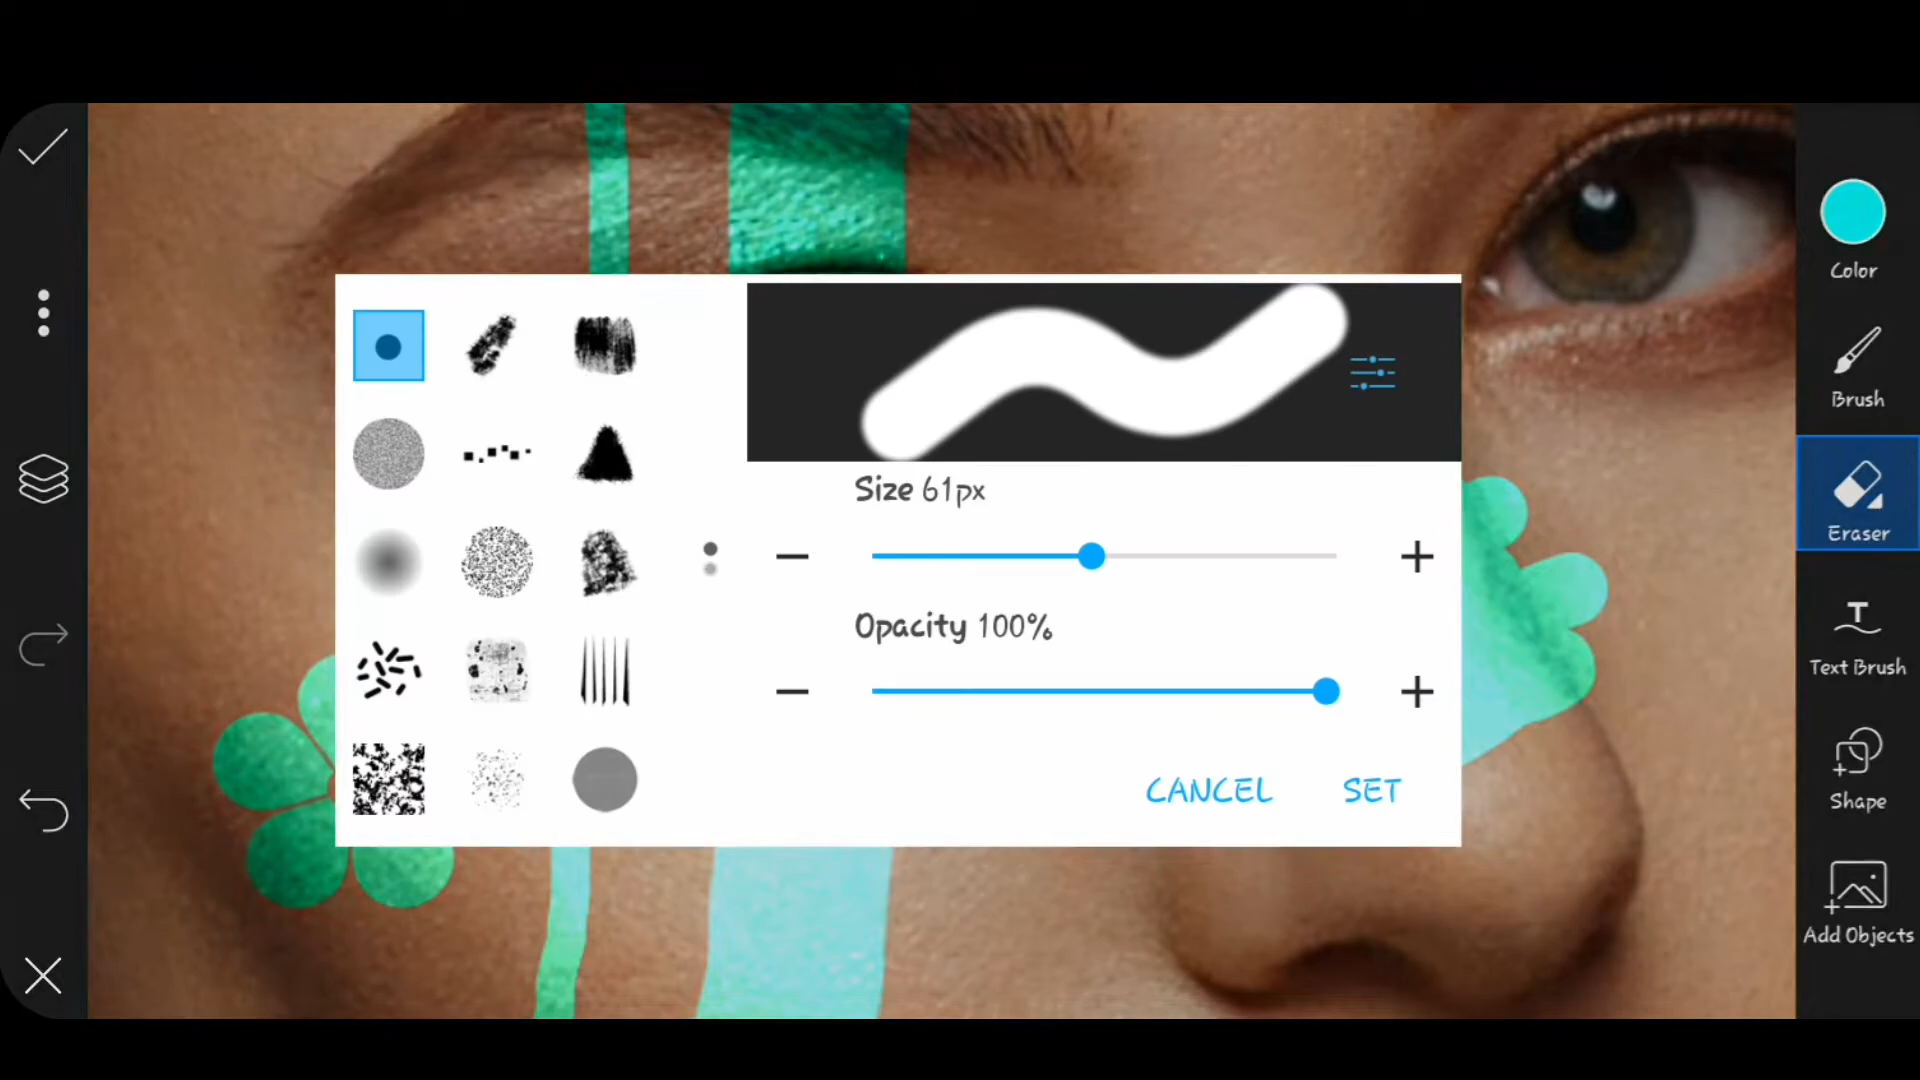 Color
Brush
Size 61px
Eraser
Opacity 100%
Text Brush
CANCEL SET
Shape
Add Objects